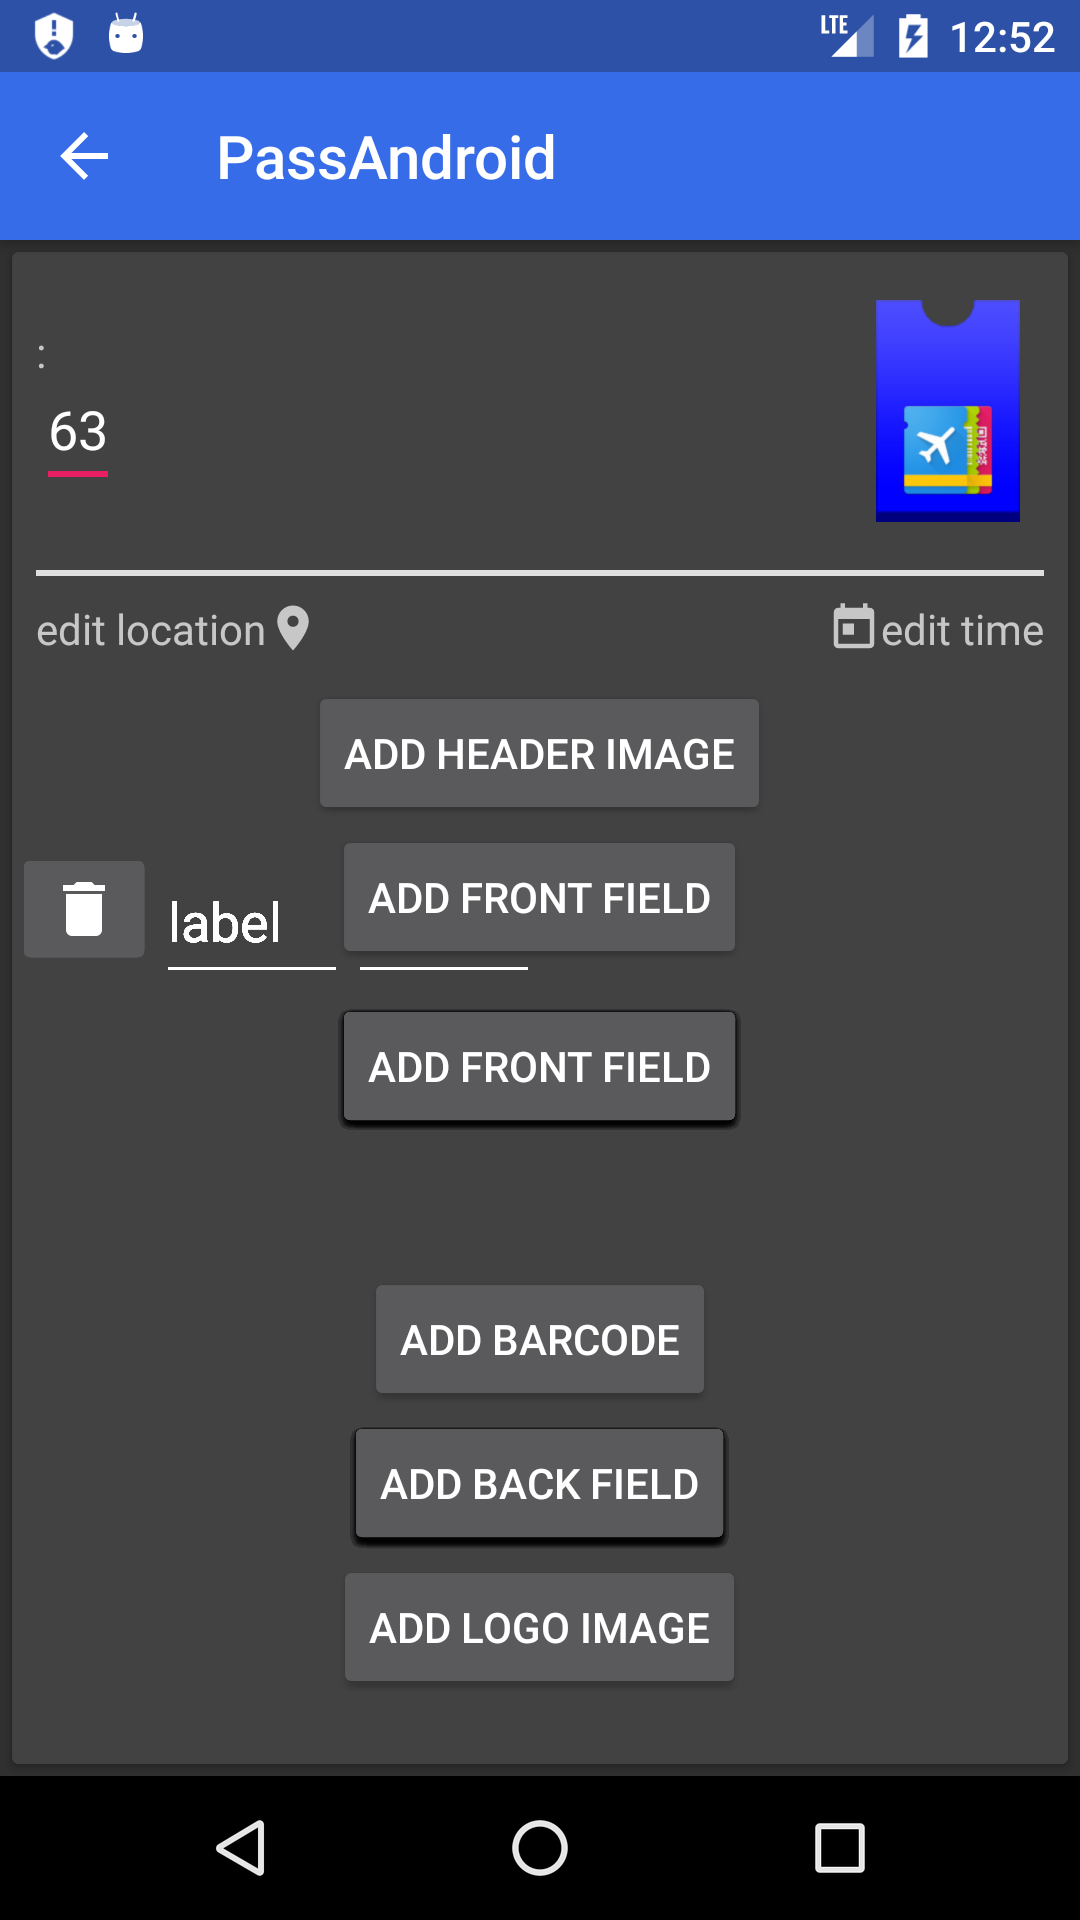 LTE 12:52
PassAndroid
:
63
edit location edit time
ADD HEADER IMAGE
label ADD FRONT FIELD
ADD FRONT FIELD
ADD BARCODE
ADD BACK FIELD
ADD LOGO IMAGE